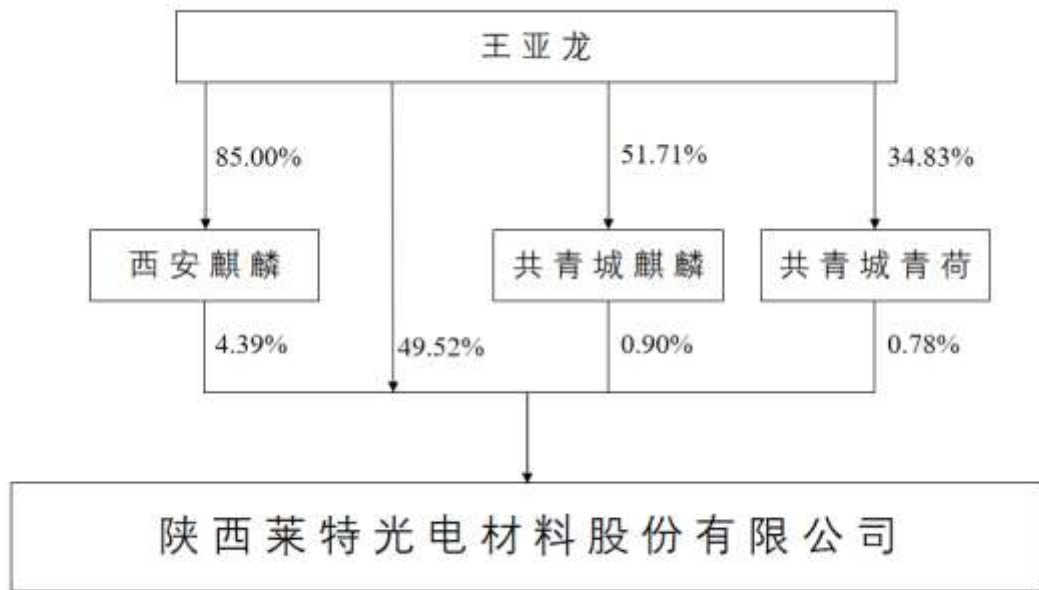 王亚龙
85.00%
51.71%
34.83%
西安麒麟
共青城麒麟
共青城青荷
4.39%
49.52%
0.90%
0.78%
陕西莱特光电材料股份有限公司